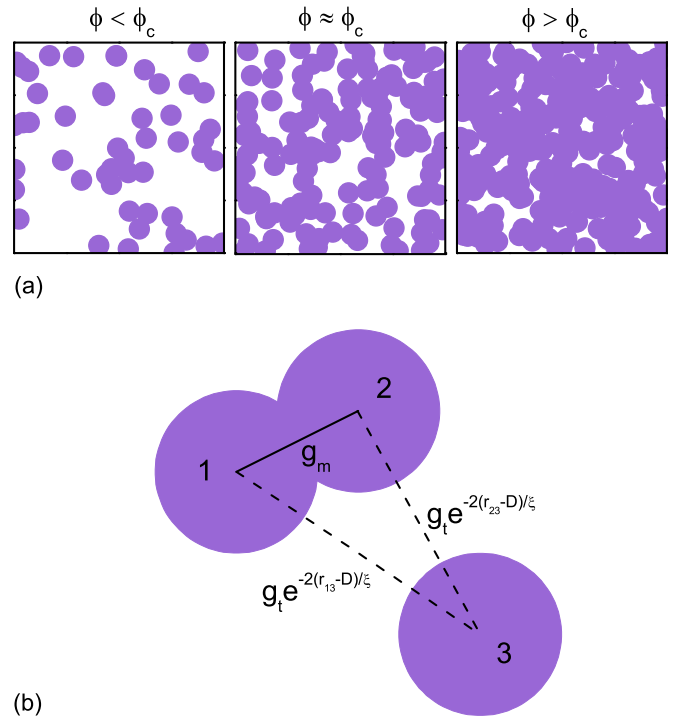 ϕ < ϕc ϕ ≈ ϕc ϕ > ϕc
(a)
2
1
gm
gte-2(r23-D)/ξ
gte-2(r13-D)/ξ
3
(b)